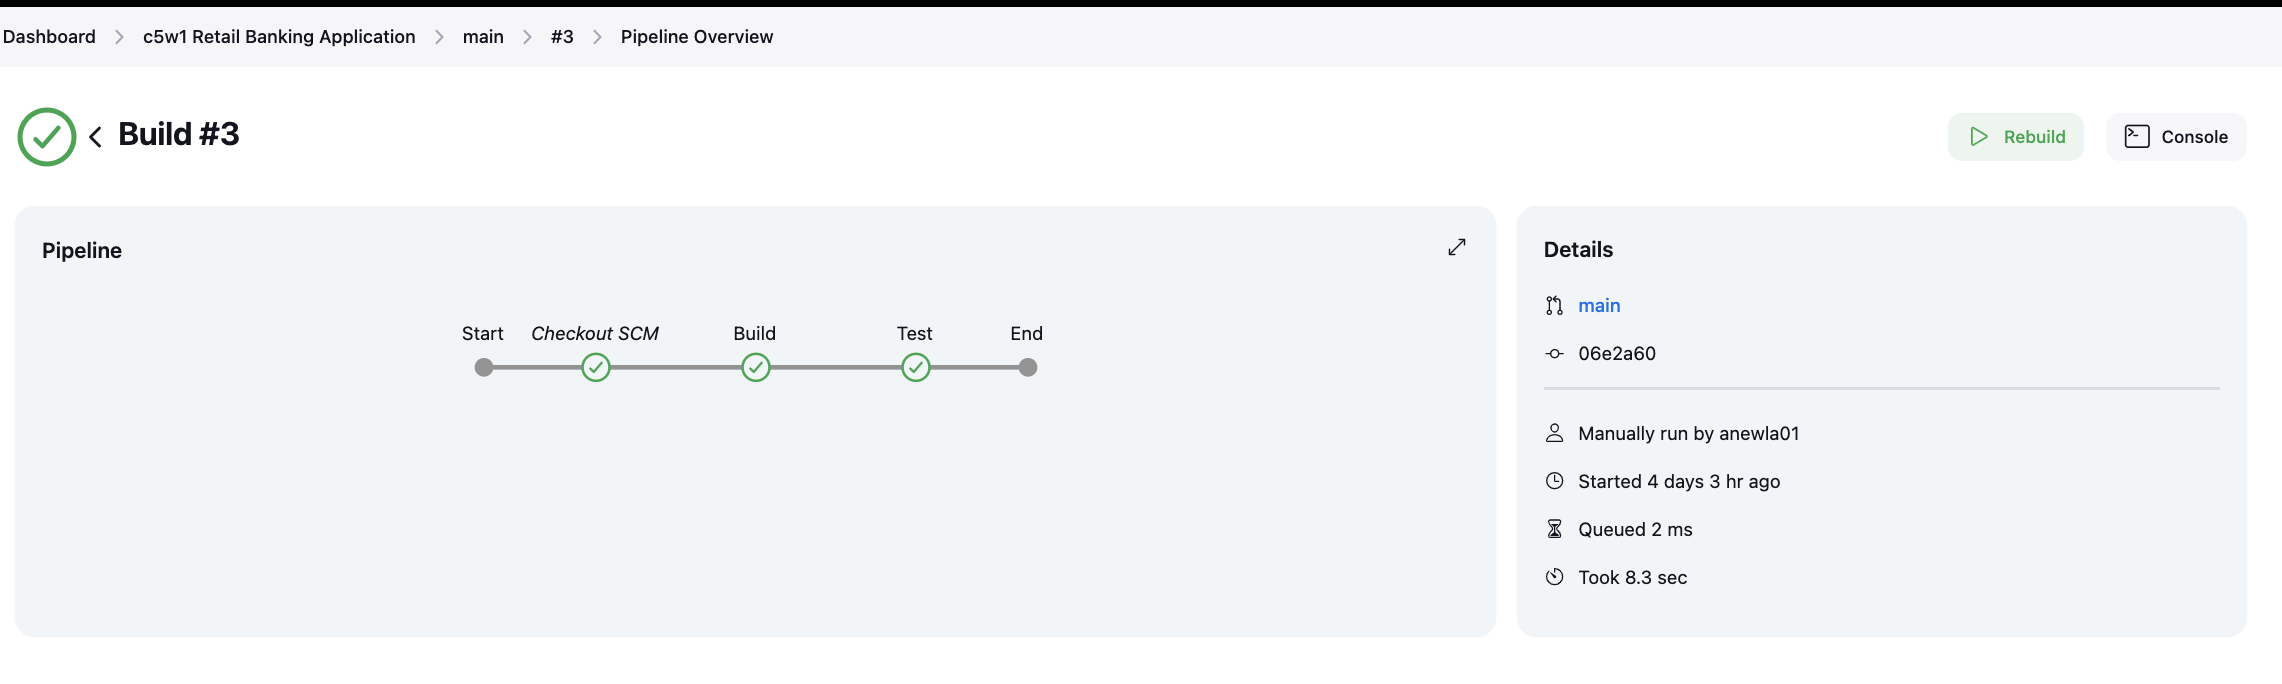 Dashboard > c5w1 Retail Banking Application > main > #3 > Pipeline Overview
Build #3
Rebuild
Console
Pipeline
Start Checkout SCM Build Test End
Details
main
06e2a60
Manually run by anewla01
Started 4 days 3 hr ago
Queued 2 ms
Took 8.3 sec